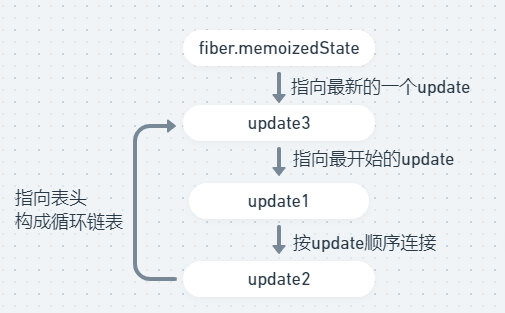 fiber.memoizedState
指向最新的一个update
update3
指向最开始的update
update1
指向表头
构成循环链表
按update顺序连接
update2